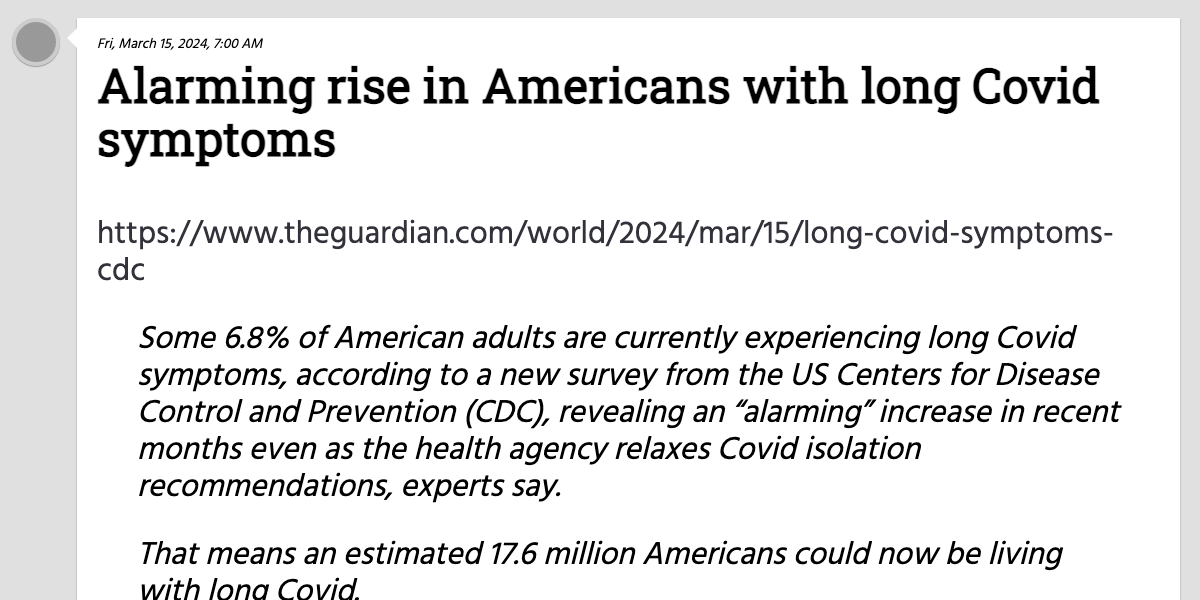 Fri, March 15, 2024, 7:00 AM
Alarming rise in Americans with long Covid
symptoms
https://www.theguardian.com/world/2024/mar/15/long-covid-symptoms-
cdc
Some 6.8% of American adults are currently experiencing long Covid
symptoms, according to a new survey from the US Centers for Disease
Control and Prevention (CDC), revealing an “alarming” increase in recent
months even as the health agency relaxes Covid isolation
recommendations, experts say.
That means an estimated 17.6 million Americans could now be living
with long Covid.